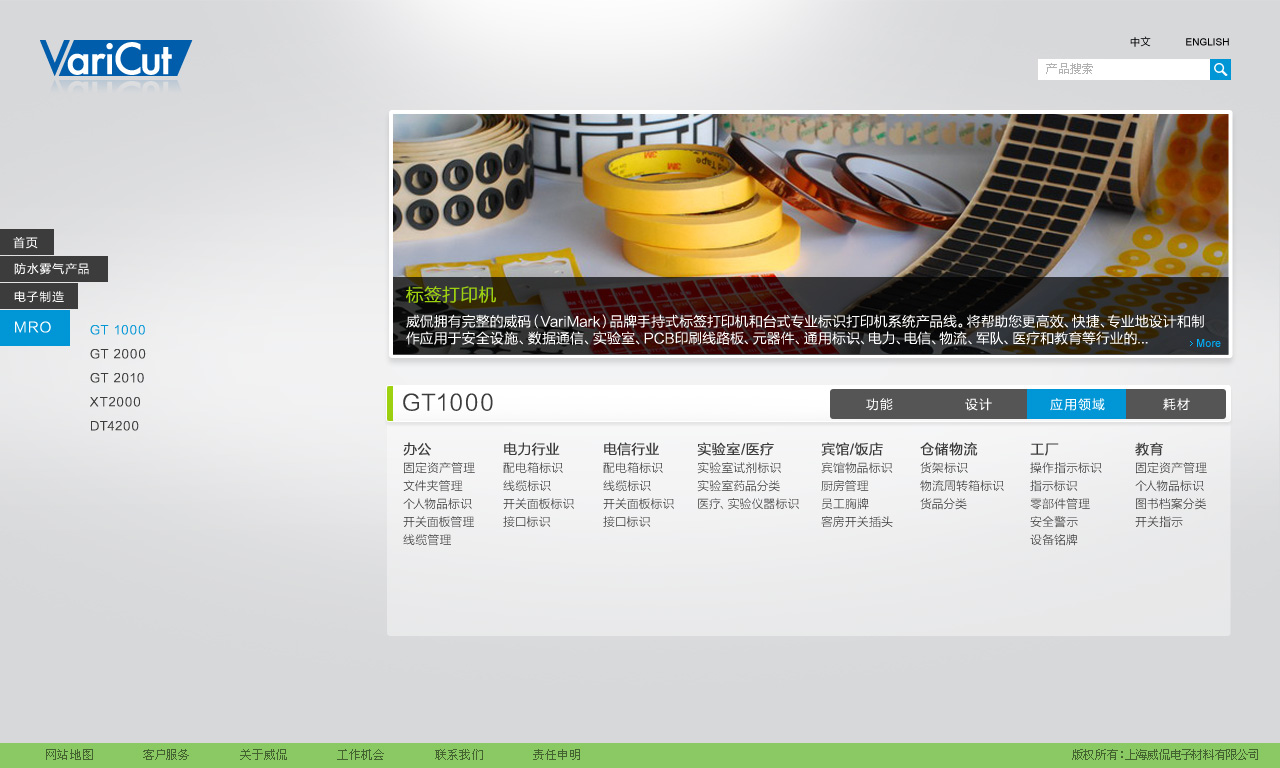 VariCut
中文 ENGLISH
产品搜索
3M
3M
Tape
首页
防水雾气产品
电子制造
MRO
GT 1000
GT 2000
GT 2010
XT2000
DT4200
标签打印机
威侃拥有完整的威码（VariMark）品牌手持式标签打印机和台式专业标识打印机系统产品线。将帮助您更高效、快捷、专业地设计和制
作应用于安全设施、数据通信、实验室、PCB印刷线路板、元器件、通用标识、电力、电信、物流、军队、医疗和教育等行业的...
› More
GT1000
功能 设计 应用领域 耗材
办公
固定资产管理
文件夹管理
个人物品标识
开关面板管理
线缆管理
电力行业
配电箱标识
线缆标识
开关面板标识
接口标识
电信行业
配电箱标识
线缆标识
开关面板标识
接口标识
实验室/医疗
实验室试剂标识
实验室药品分类
医疗、实验仪器标识
宾馆/饭店
宾馆物品标识
厨房管理
员工胸牌
客房开关插头
仓储物流
货架标识
物流周转箱标识
货品分类
工厂
操作指示标识
指示标识
零部件管理
安全警示
设备铭牌
教育
固定资产管理
个人物品标识
图书档案分类
开关指示
网站地图 客户服务 关于威侃 工作机会 联系我们 责任申明 版权所有：上海威侃电子材料有限公司